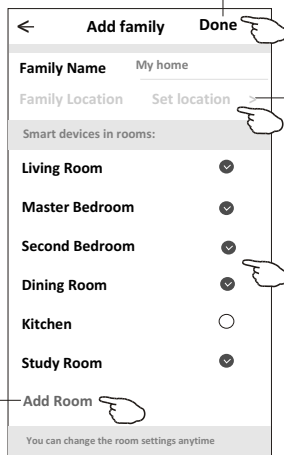 ← Add family Done
Family Name My home
Family Location Set location >
Smart devices in rooms:
Living Room
Master Bedroom
Second Bedroom
Dining Room
Kitchen
Study Room
Add Room
You can change the room settings anytime